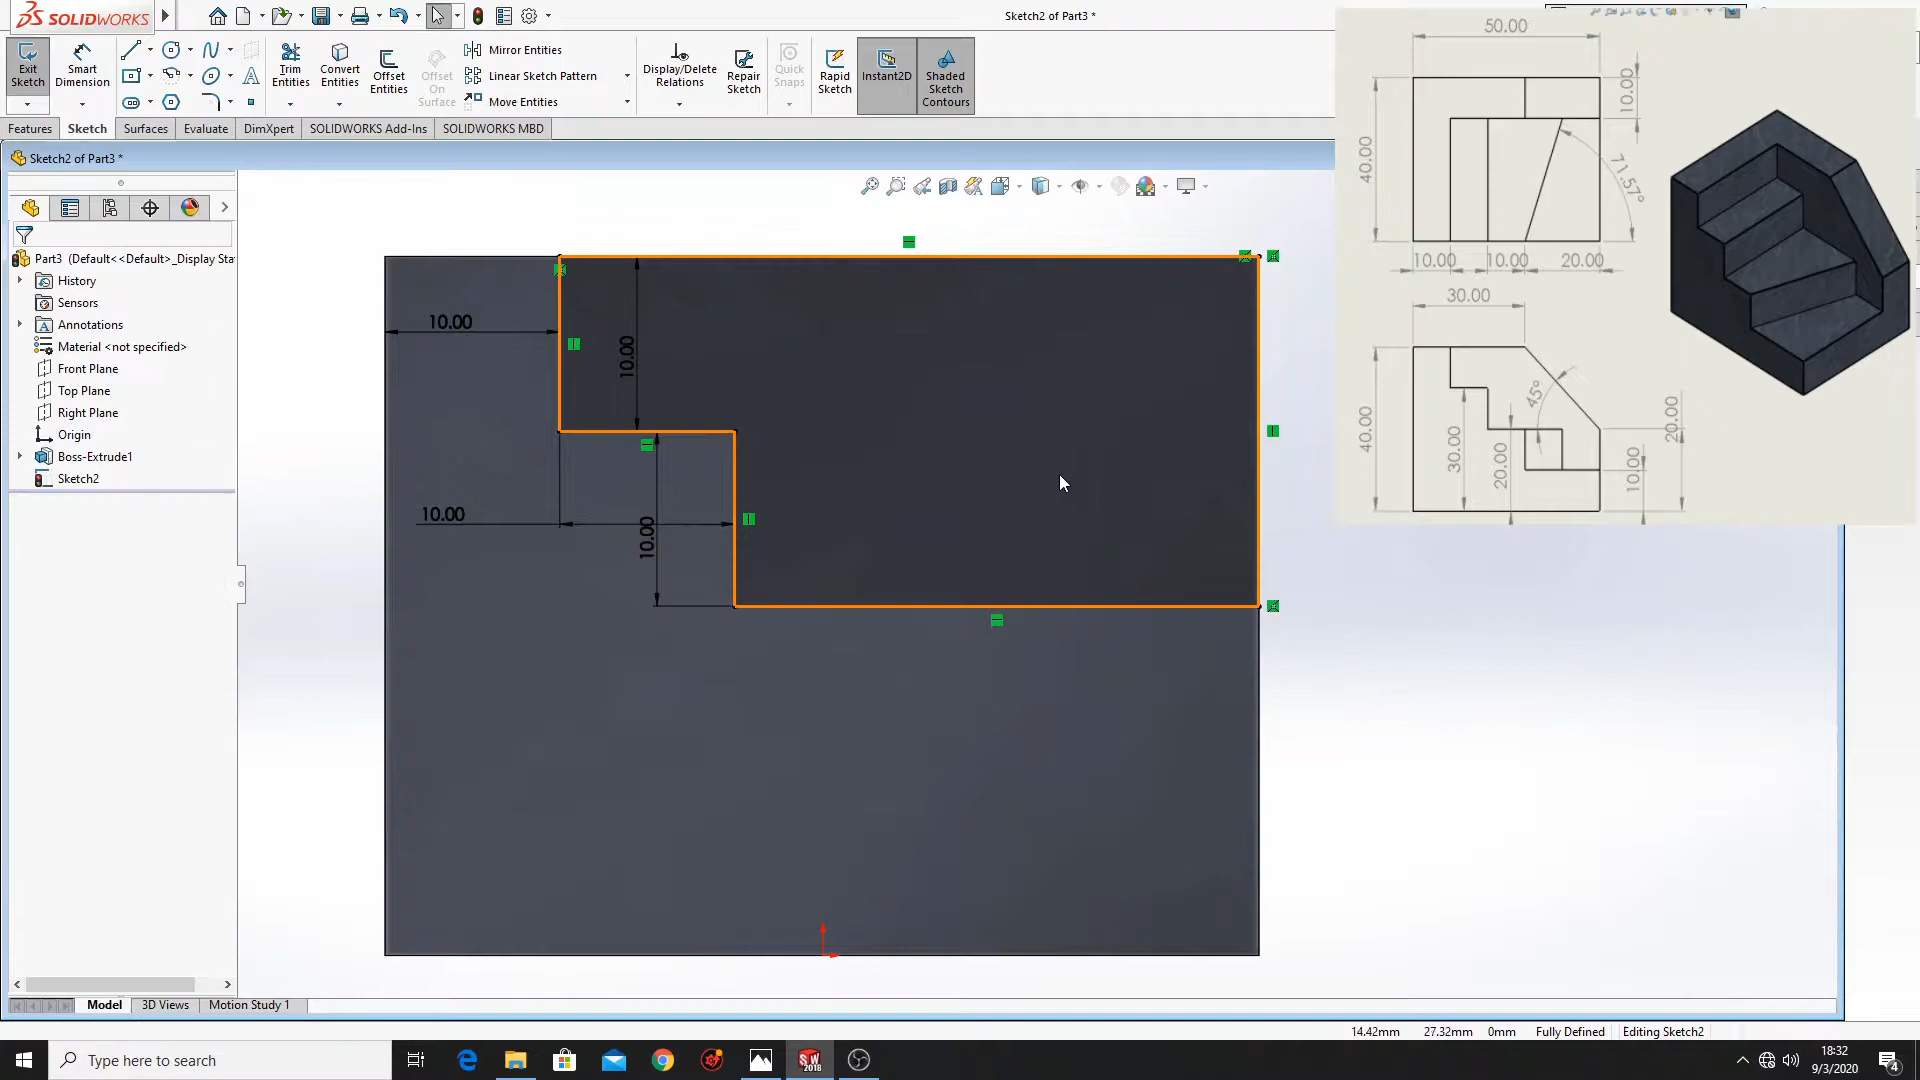 SOLIDWORKS
Sketch2 of Part3 *
Exit Sketch
Smart Dimension
Trim Entities
Convert Entities
Offset Entities
Offset On Surface
Mirror Entities
Linear Sketch Pattern
Move Entities
Display/Delete Relations
Repair Sketch
Quick Snaps
Rapid Sketch
Instant2D
Shaded Sketch Contours
Features
Sketch
Surfaces
Evaluate
DimXpert
SOLIDWORKS Add-Ins
SOLIDWORKS MBD
Sketch2 of Part3 *
Part3 (Default<<Default>_Display Sta
History
Sensors
Annotations
Material <not specified>
Front Plane
Top Plane
Right Plane
Origin
Boss-Extrude1
Sketch2
10.00
10.00
10.00
10.00
50.00
10.00
40.00
71.57°
10.00
10.00
20.00
30.00
45°
40.00
30.00
20.00
10.00
20.00
Model
3D Views
Motion Study 1
14.42mm
27.32mm
0mm
Fully Defined
Editing Sketch2
Type here to search
SW
2018
18:32
9/3/2020
4